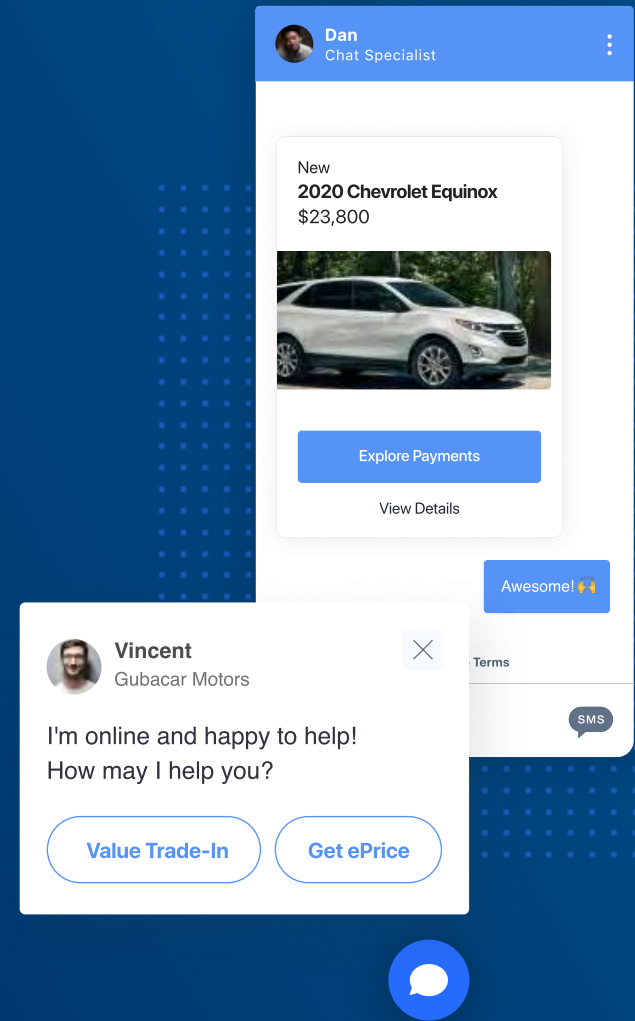 Dan
Chat Specialist
New
2020 Chevrolet Equinox
$23,800
Explore Payments
View Details
Awesome!🙌
Terms
SMS
Vincent
Gubacar Motors
I'm online and happy to help!
How may I help you?
Value Trade-In
Get ePrice